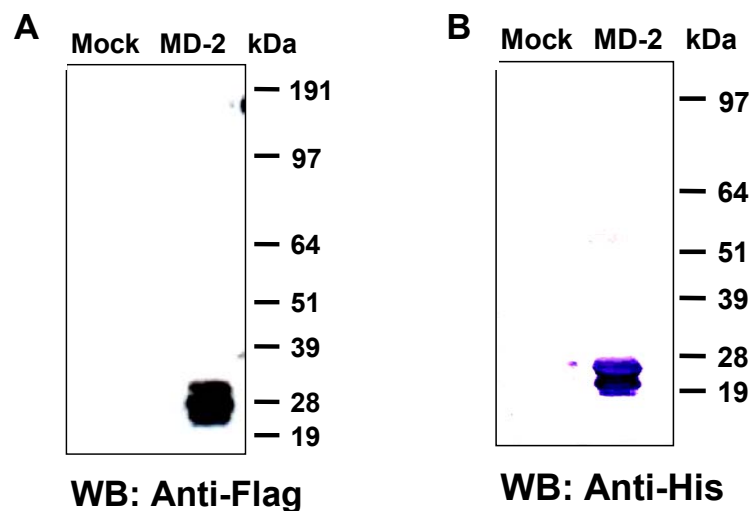 A
Mock MD-2 kDa
191
97
64
51
39
28
19
WB: Anti-Flag
B
Mock MD-2 kDa
97
64
51
39
28
19
WB: Anti-His